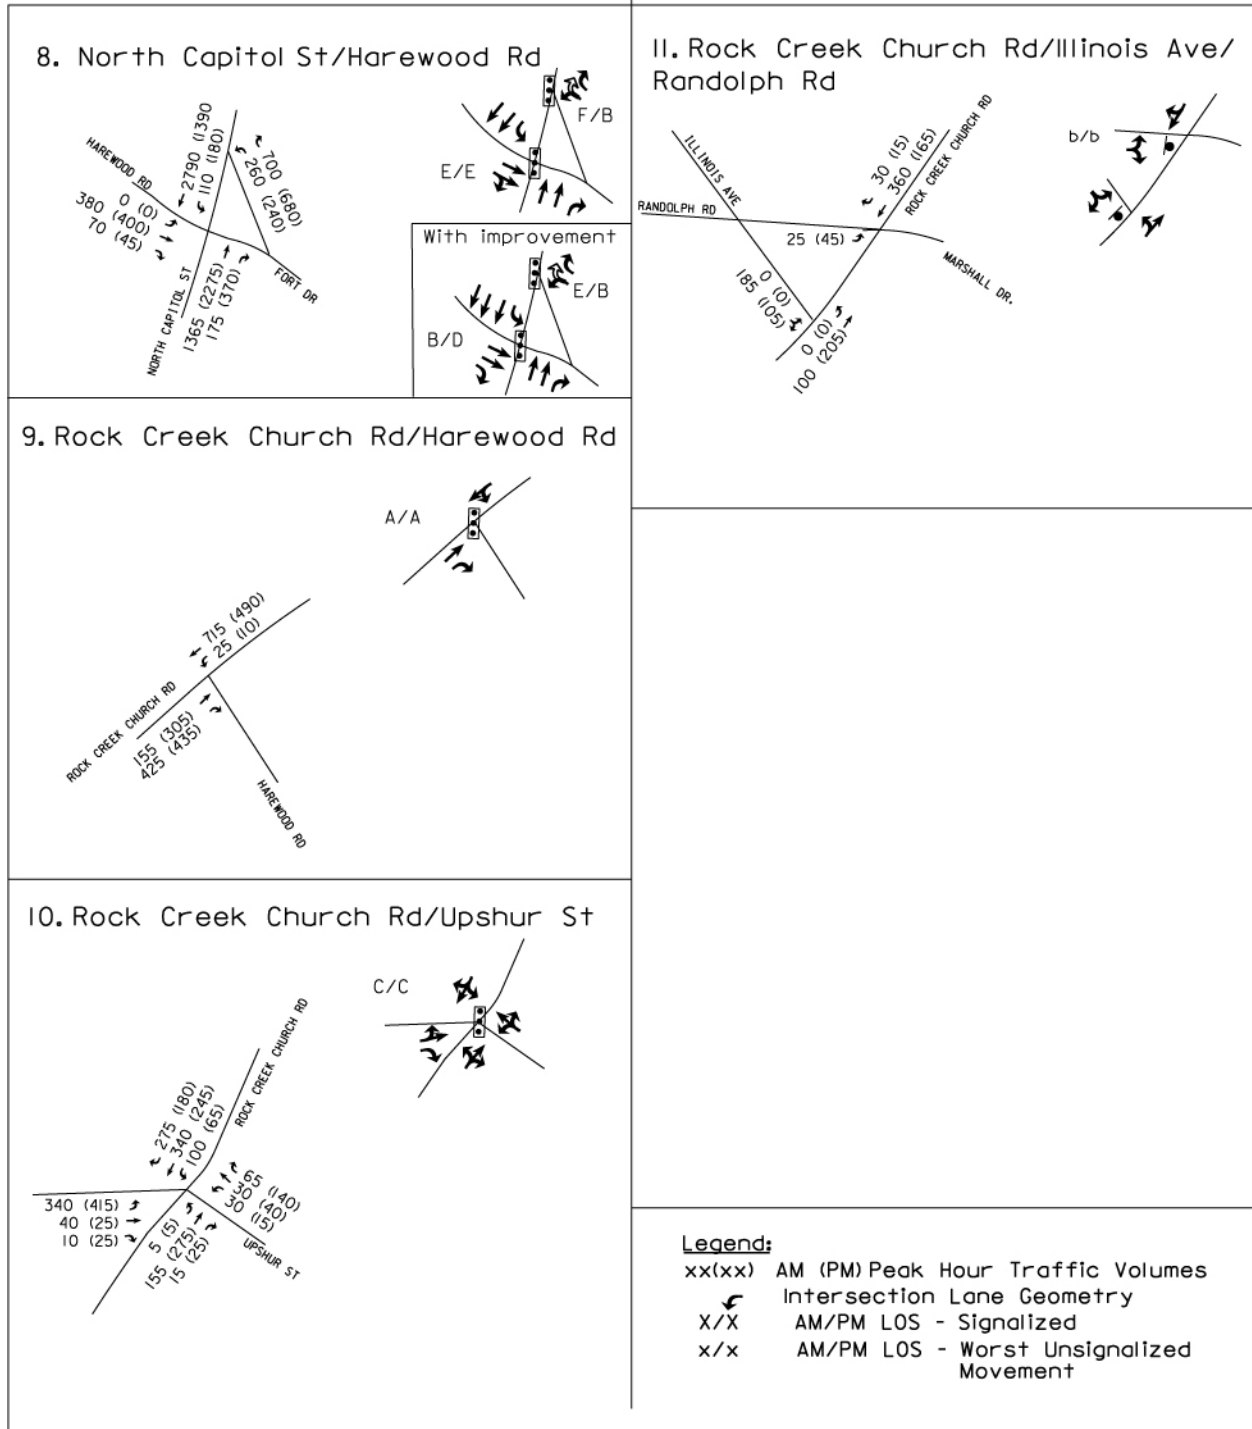 8. North Capitol St/Harewood Rd
HAREWOOD RD
2790 (1390
110 (180)
700 (680)
260 (240)
0 (0)
380 (400)
70 (45)
NORTH CAPITOL ST
1365 (2275)
175 (370)
FORT DR
F/B
E/E
With improvement
E/B
B/D
9. Rock Creek Church Rd/Harewood Rd
A/A
715 (490)
25 (10)
ROCK CREEK CHURCH RD
155 (305)
425 (435)
HAREWOOD RD
10. Rock Creek Church Rd/Upshur St
C/C
275 (180)
340 (245)
100 (65)
ROCK CREEK CHURCH RD
65 (140)
30 (40)
30 (15)
340 (415)
40 (25)
10 (25)
5 (5)
155 (275)
15 (25)
UPSHUR ST
11. Rock Creek Church Rd/Illinois Ave/
Randolph Rd
ILLINOIS AVE
30 (15)
360 (165)
ROCK CREEK CHURCH RD
RANDOLPH RD
25 (45)
MARSHALL DR.
0 (0)
185 (105)
0 (0)
100 (205)
b/b
Legend:
xx(xx) AM (PM) Peak Hour Traffic Volumes
Intersection Lane Geometry
X/X AM/PM LOS - Signalized
x/x AM/PM LOS - Worst Unsignalized
Movement